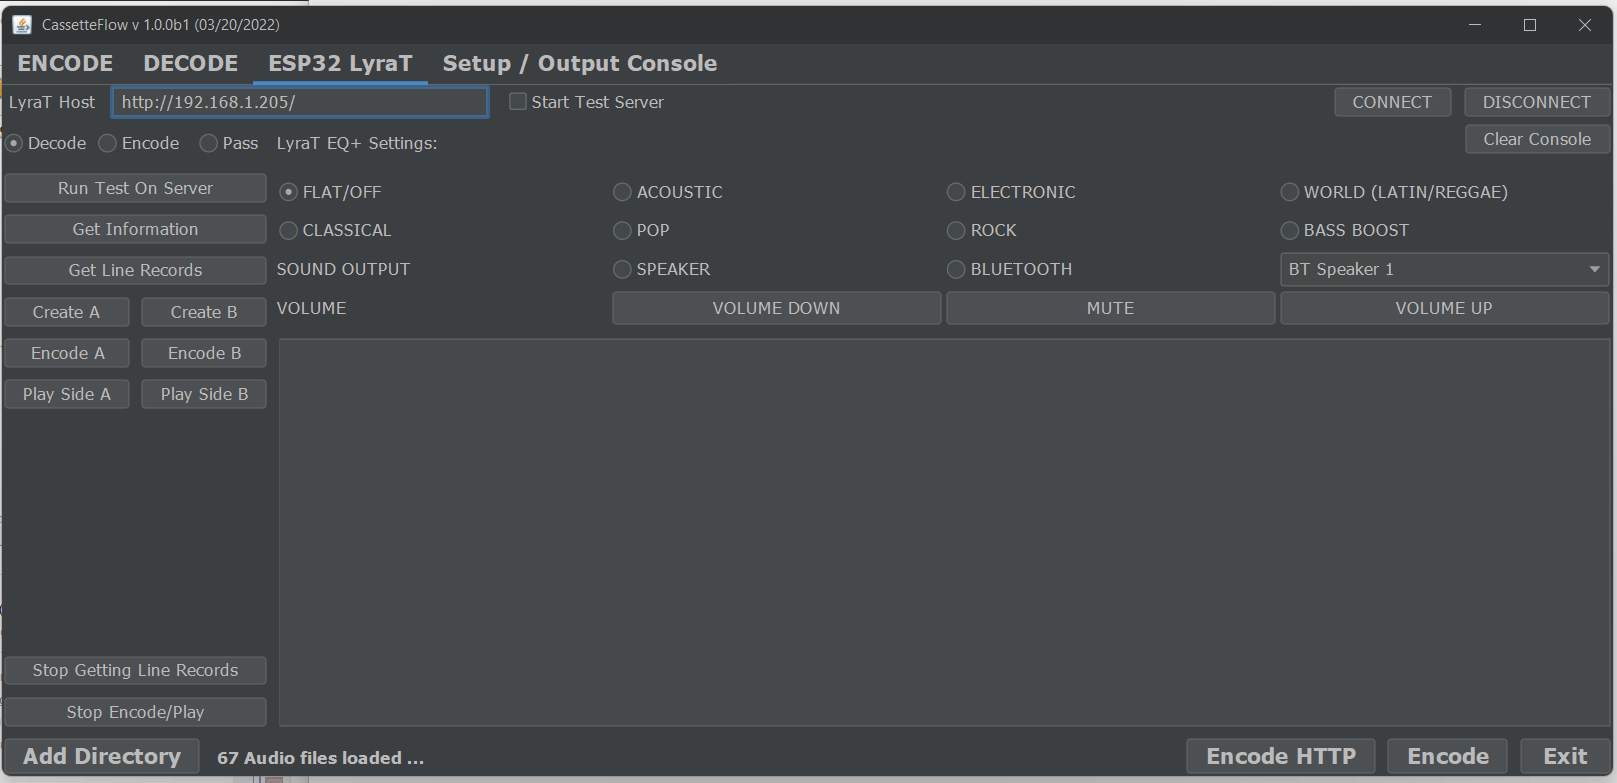 CassetteFlow v 1.0.0b1 (03/20/2022)
ENCODE DECODE ESP32 LyraT Setup / Output Console
LyraT Host http://192.168.1.205/ Start Test Server CONNECT DISCONNECT
Decode Encode Pass LyraT EQ+ Settings: Clear Console
Run Test On Server FLAT/OFF ACOUSTIC ELECTRONIC WORLD (LATIN/REGGAE)
Get Information CLASSICAL POP ROCK BASS BOOST
Get Line Records SOUND OUTPUT SPEAKER BLUETOOTH BT Speaker 1
Create A Create B VOLUME VOLUME DOWN MUTE VOLUME UP
Encode A Encode B
Play Side A Play Side B
Stop Getting Line Records
Stop Encode/Play
Add Directory 67 Audio files loaded ... Encode HTTP Encode Exit